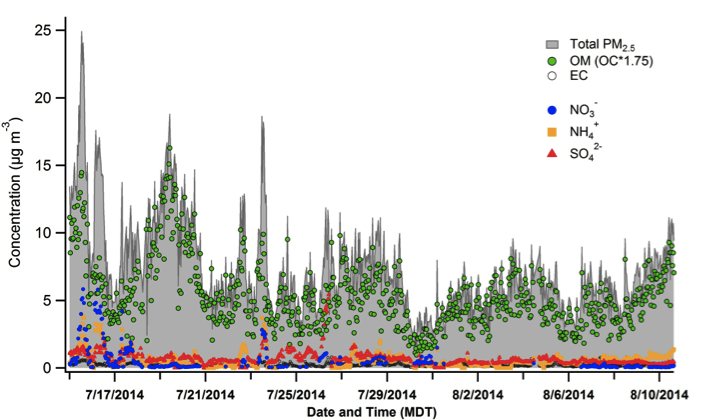 25
20
15
10
5
0
Concentration (µg m⁻³)
Total PM₂.₅
OM (OC*1.75)
EC
NO₃⁻
NH₄⁺
SO₄²⁻
7/17/2014 7/21/2014 7/25/2014 7/29/2014 8/2/2014 8/6/2014 8/10/2014
Date and Time (MDT)